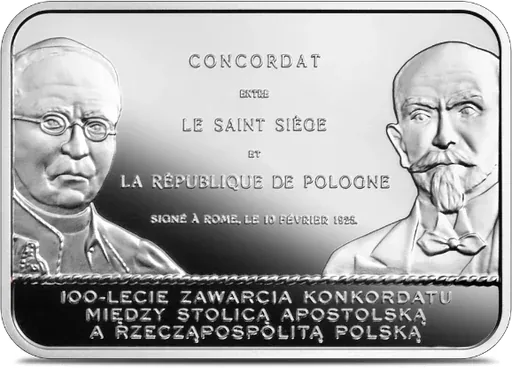 CONCORDAT
ENTRE
LE SAINT SIÉGE
ET
LA RÉPUBLIQUE DE POLOGNE
SIGNÉ À ROME, LE 10 FÉVRIER 1925.
100-LECIE ZAWARCIA KONKORDATU
MIĘDZY STOLICĄ APOSTOLSKĄ
A RZECZĄPOSPOLITĄ POLSKĄ